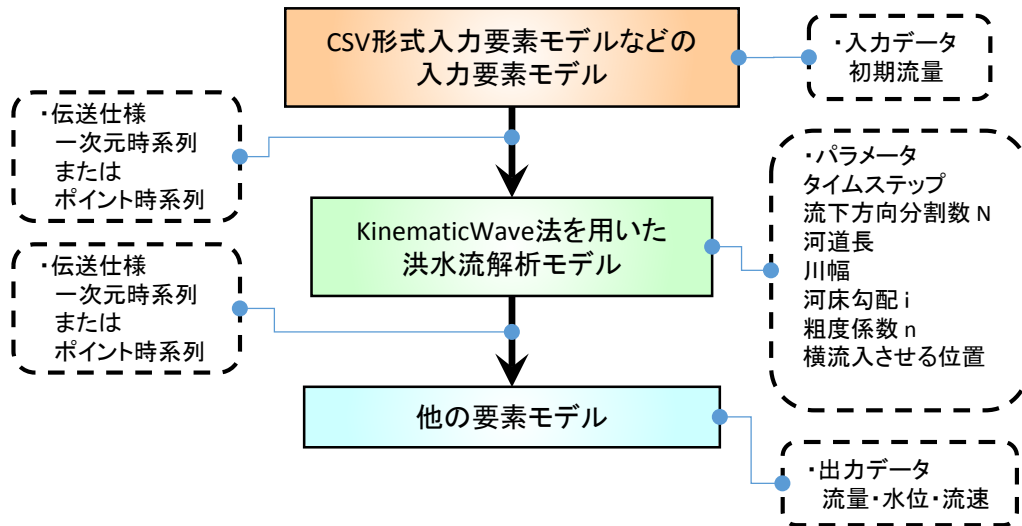 CSV形式入力要素モデルなどの
入力要素モデル
・入力データ
初期流量
・伝送仕様
一次元時系列
または
ポイント時系列
・パラメータ
タイムステップ
流下方向分割数 N
河道長
川幅
河床勾配 i
粗度係数 n
横流入させる位置
KinematicWave法を用いた
洪水流解析モデル
・伝送仕様
一次元時系列
または
ポイント時系列
他の要素モデル
・出力データ
流量・水位・流速